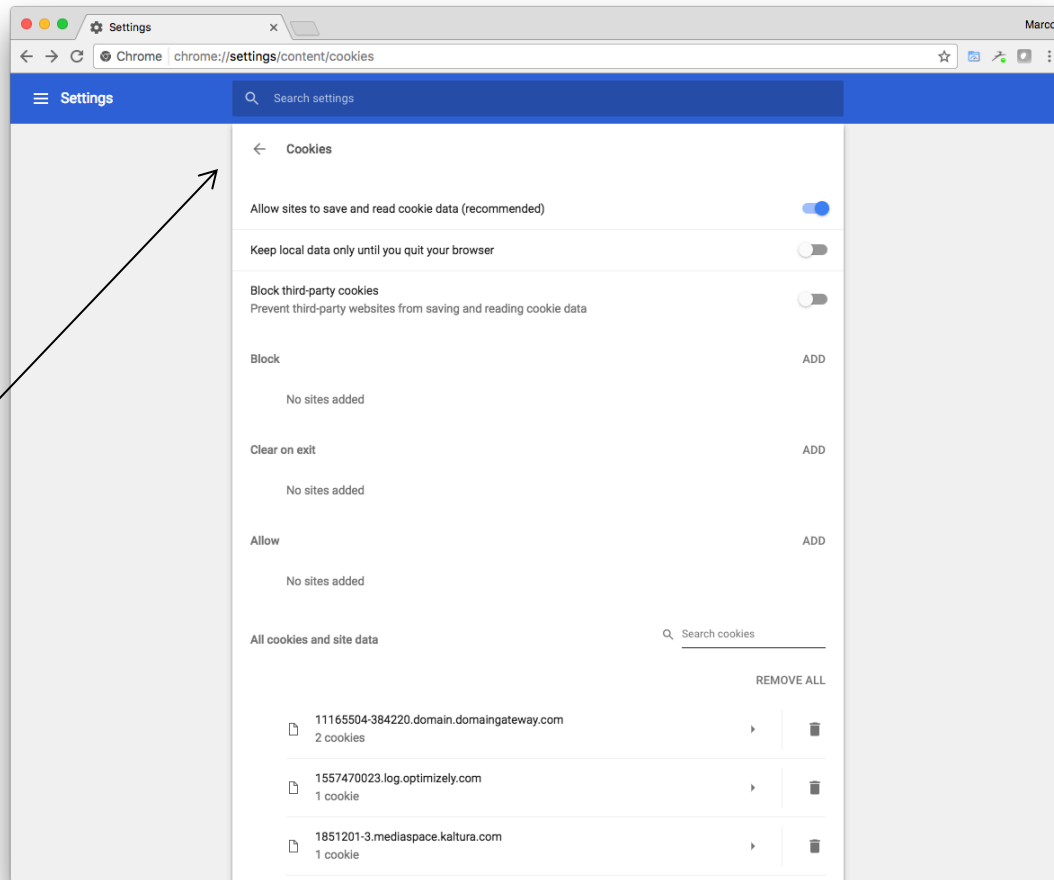 Settings
Marco
Chrome chrome://settings/content/cookies
Settings
Search settings
Cookies
Allow sites to save and read cookie data (recommended)
Keep local data only until you quit your browser
Block third-party cookies
Prevent third-party websites from saving and reading cookie data
Block ADD
No sites added
Clear on exit ADD
No sites added
Allow ADD
No sites added
All cookies and site data Search cookies
REMOVE ALL
11165504-384220.domain.domaingateway.com
2 cookies
1557470023.log.optimizely.com
1 cookie
1851201-3.mediaspace.kaltura.com
1 cookie